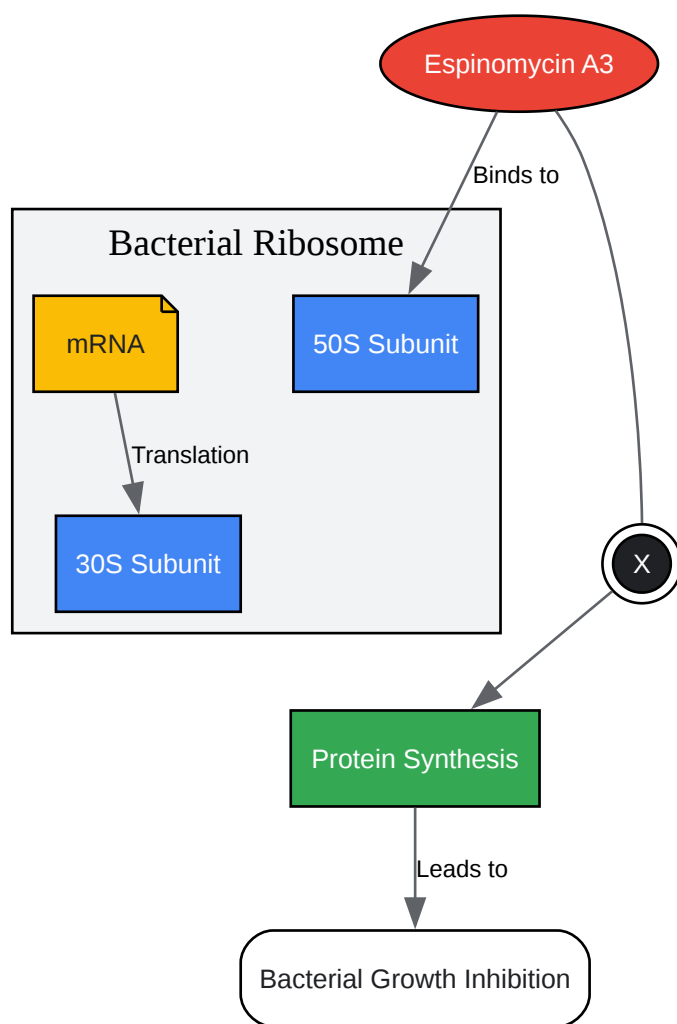 Espinomycin A3
Binds to
Bacterial Ribosome
mRNA
50S Subunit
Translation
30S Subunit
X
Protein Synthesis
Leads to
Bacterial Growth Inhibition